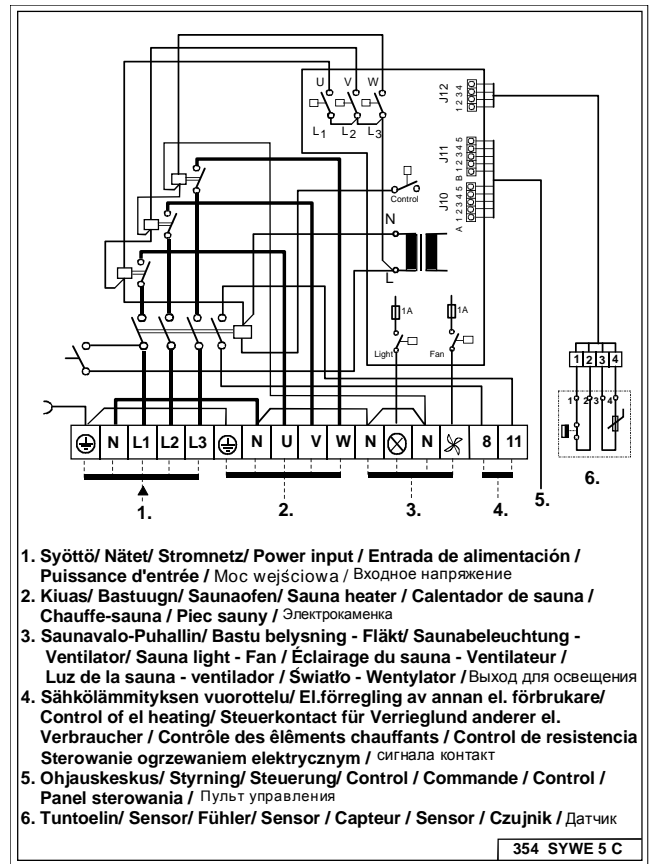 U V W
L1 L2 L3
J12
1 2 3 4
J11
B 1 2 3 4 5
J10
A 1 2 3 4 5
Control
N
L
1A
1A
Light
Fan
1 2 3 4
1 2 3 4
N L1 L2 L3 N U V W N N 8 11
1.
2.
3.
4.
5.
6.
1. Syöttö/ Nätet/ Stromnetz/ Power input / Entrada de alimentación /
Puissance d'entrée / Moc wejściowa / Входное напряжение
2. Kiuas/ Bastuugn/ Saunaofen/ Sauna heater / Calentador de sauna /
Chauffe-sauna / Piec sauny / Электрокаменка
3. Saunavalo-Puhallin/ Bastu belysning - Fläkt/ Saunabeleuchtung -
Ventilator/ Sauna light - Fan / Éclairage du sauna - Ventilateur /
Luz de la sauna - ventilador / Światło - Wentylator / Выход для освещения
4. Sähkölämmityksen vuorottelu/ El.förregling av annan el. förbrukare/
Control of el heating/ Steuerkontact für Verrieglund anderer el.
Verbraucher / Contrôle des êlêments chauffants / Control de resistencia
Sterowanie ogrzewaniem elektrycznym / сигнала контакт
5. Ohjauskeskus/ Styrning/ Steuerung/ Control / Commande / Control /
Panel sterowania / Пульт управления
6. Tuntoelin/ Sensor/ Fühler/ Sensor / Capteur / Sensor / Czujnik / Датчик
354 SYWE 5 C